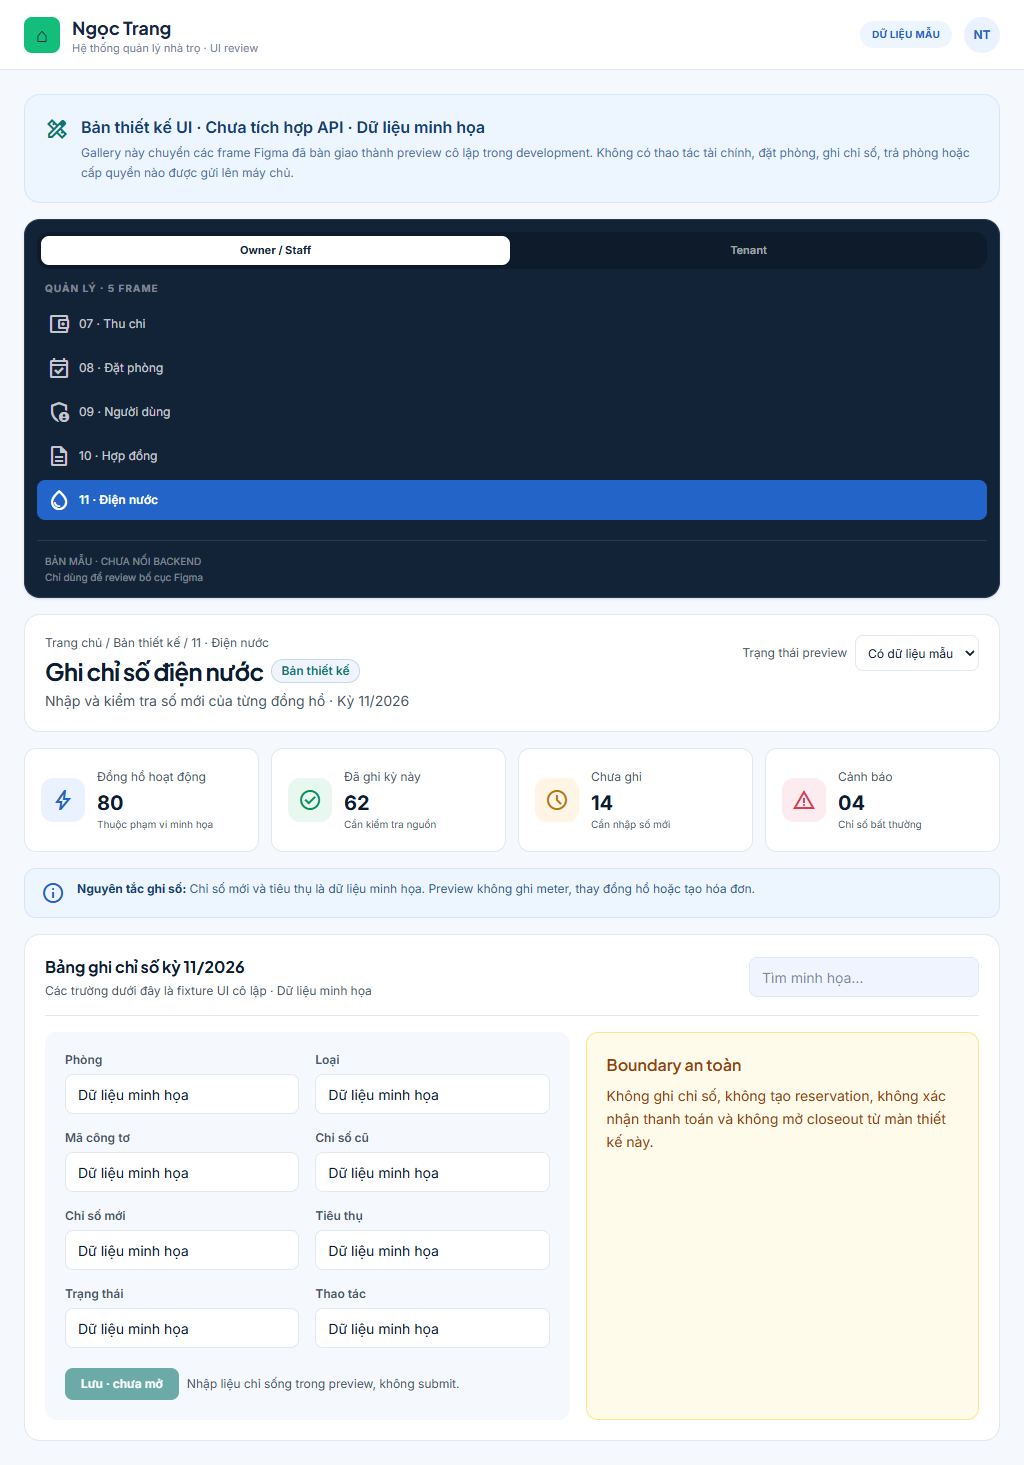 Ngọc Trang
Hệ thống quản lý nhà trọ · UI review
DỮ LIỆU MẪU
NT
Bản thiết kế UI · Chưa tích hợp API · Dữ liệu minh họa
Gallery này chuyển các frame Figma đã bàn giao thành preview cô lập trong development. Không có thao tác tài chính, đặt phòng, ghi chỉ số, trả phòng hoặc
cấp quyền nào được gửi lên máy chủ.
Owner / Staff
Tenant
QUẢN LÝ · 5 FRAME
07 · Thu chi
08 · Đặt phòng
09 · Người dùng
10 · Hợp đồng
11 · Điện nước
BẢN MẪU · CHƯA NỐI BACKEND
Chỉ dùng để review bố cục Figma
Trang chủ / Bản thiết kế / 11 · Điện nước
Trạng thái preview
Có dữ liệu mẫu
Ghi chỉ số điện nước
Bản thiết kế
Nhập và kiểm tra số mới của từng đồng hồ · Kỳ 11/2026
Đồng hồ hoạt động
80
Thuộc phạm vi minh họa
Đã ghi kỳ này
62
Cần kiểm tra nguồn
Chưa ghi
14
Cần nhập số mới
Cảnh báo
04
Chỉ số bất thường
Nguyên tắc ghi số: Chỉ số mới và tiêu thụ là dữ liệu minh họa. Preview không ghi meter, thay đồng hồ hoặc tạo hóa đơn.
Bảng ghi chỉ số kỳ 11/2026
Các trường dưới đây là fixture UI cô lập · Dữ liệu minh họa
Tìm minh họa...
Phòng
Loại
Dữ liệu minh họa
Dữ liệu minh họa
Mã công tơ
Chỉ số cũ
Dữ liệu minh họa
Dữ liệu minh họa
Chỉ số mới
Tiêu thụ
Dữ liệu minh họa
Dữ liệu minh họa
Trạng thái
Thao tác
Dữ liệu minh họa
Dữ liệu minh họa
Lưu · chưa mở
Nhập liệu chỉ sống trong preview, không submit.
Boundary an toàn
Không ghi chỉ số, không tạo reservation, không xác
nhận thanh toán và không mở closeout từ màn thiết
kế này.